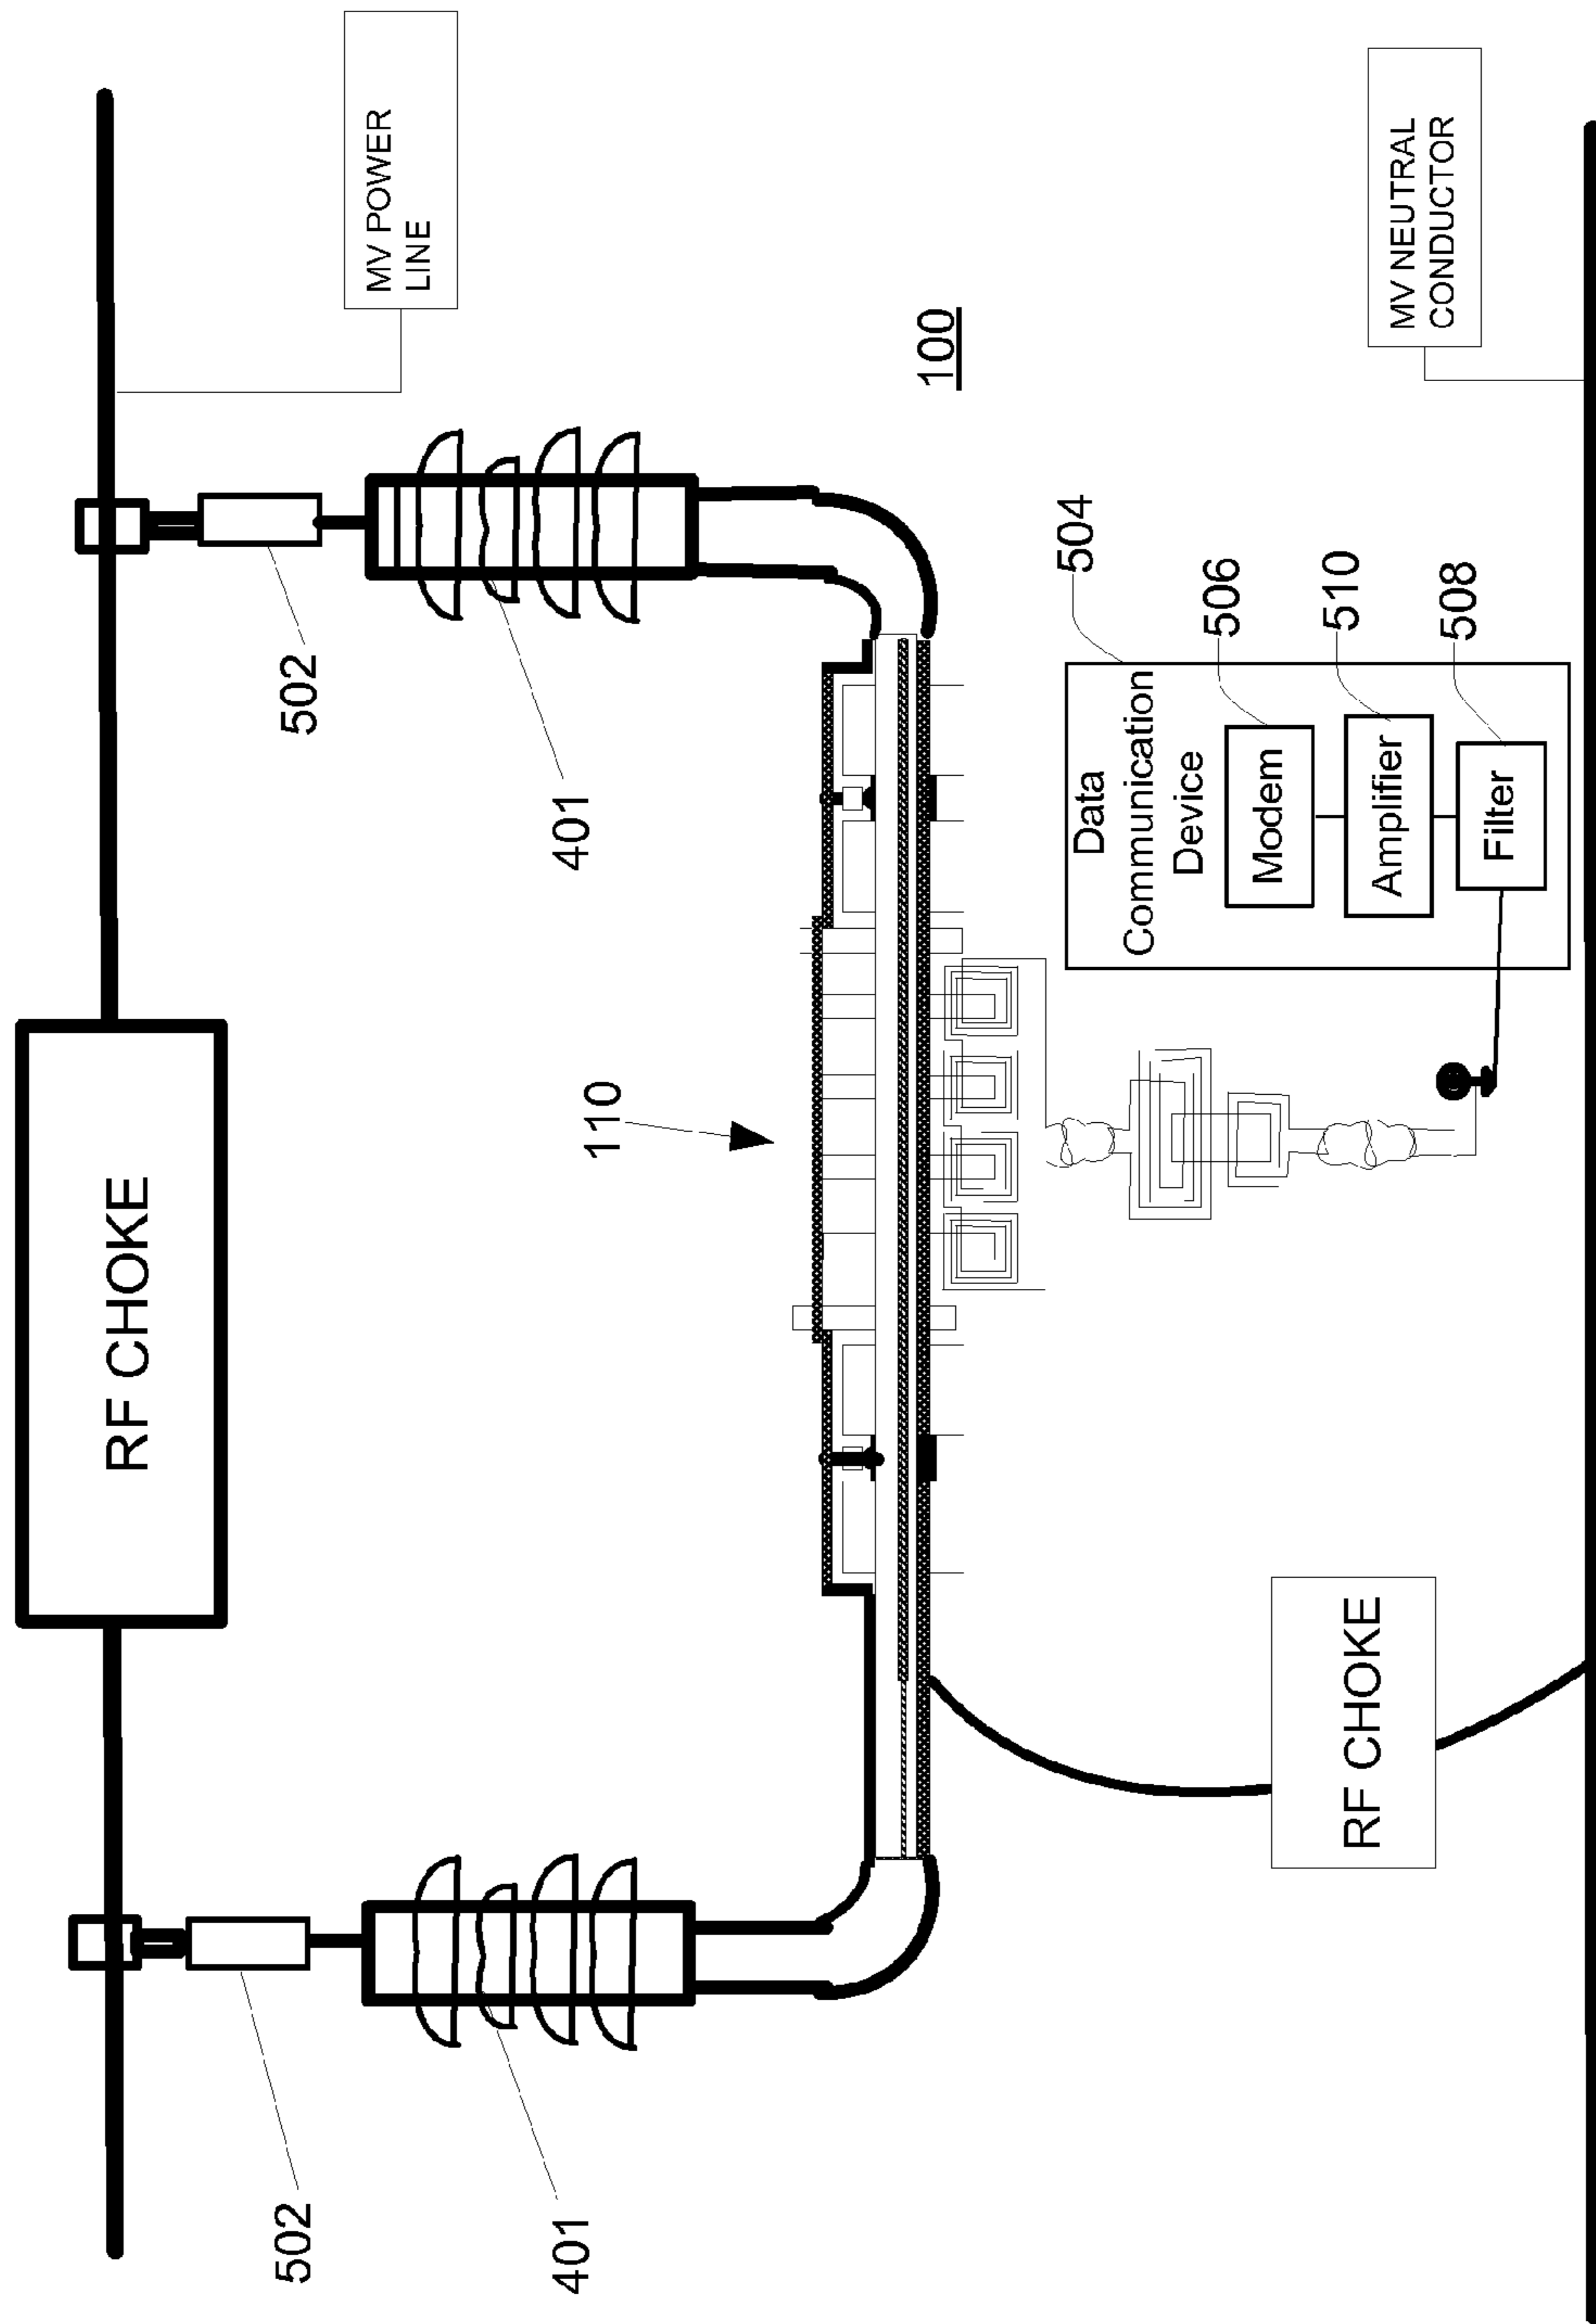 RF CHOKE
MV POWER
LINE
502
502
401
401
110
100
504
Data
Communication
Device
506
Modem
510
Amplifier
508
Filter
RF CHOKE
MV NEUTRAL
CONDUCTOR